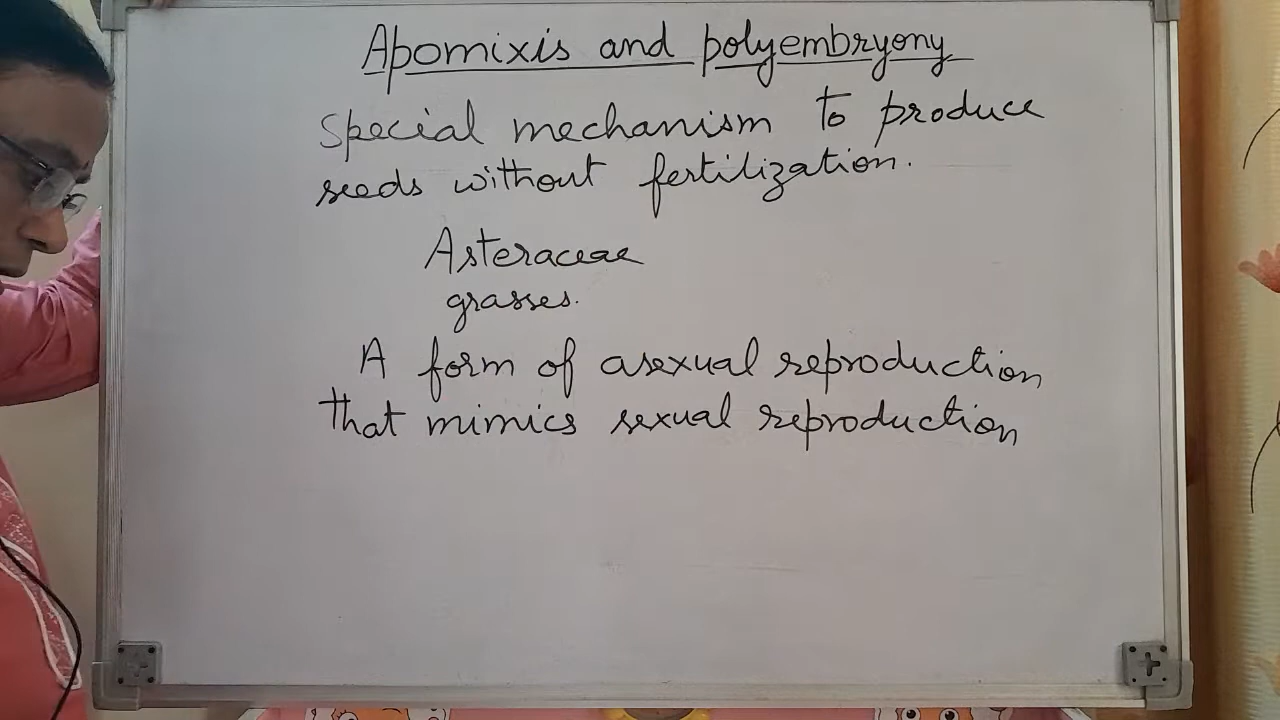 Apomixis and polyembryony
Special mechanism to produce
seeds without fertilization.
Asteraceae
grasses.
A form of asexual reproduction
that mimics sexual reproduction